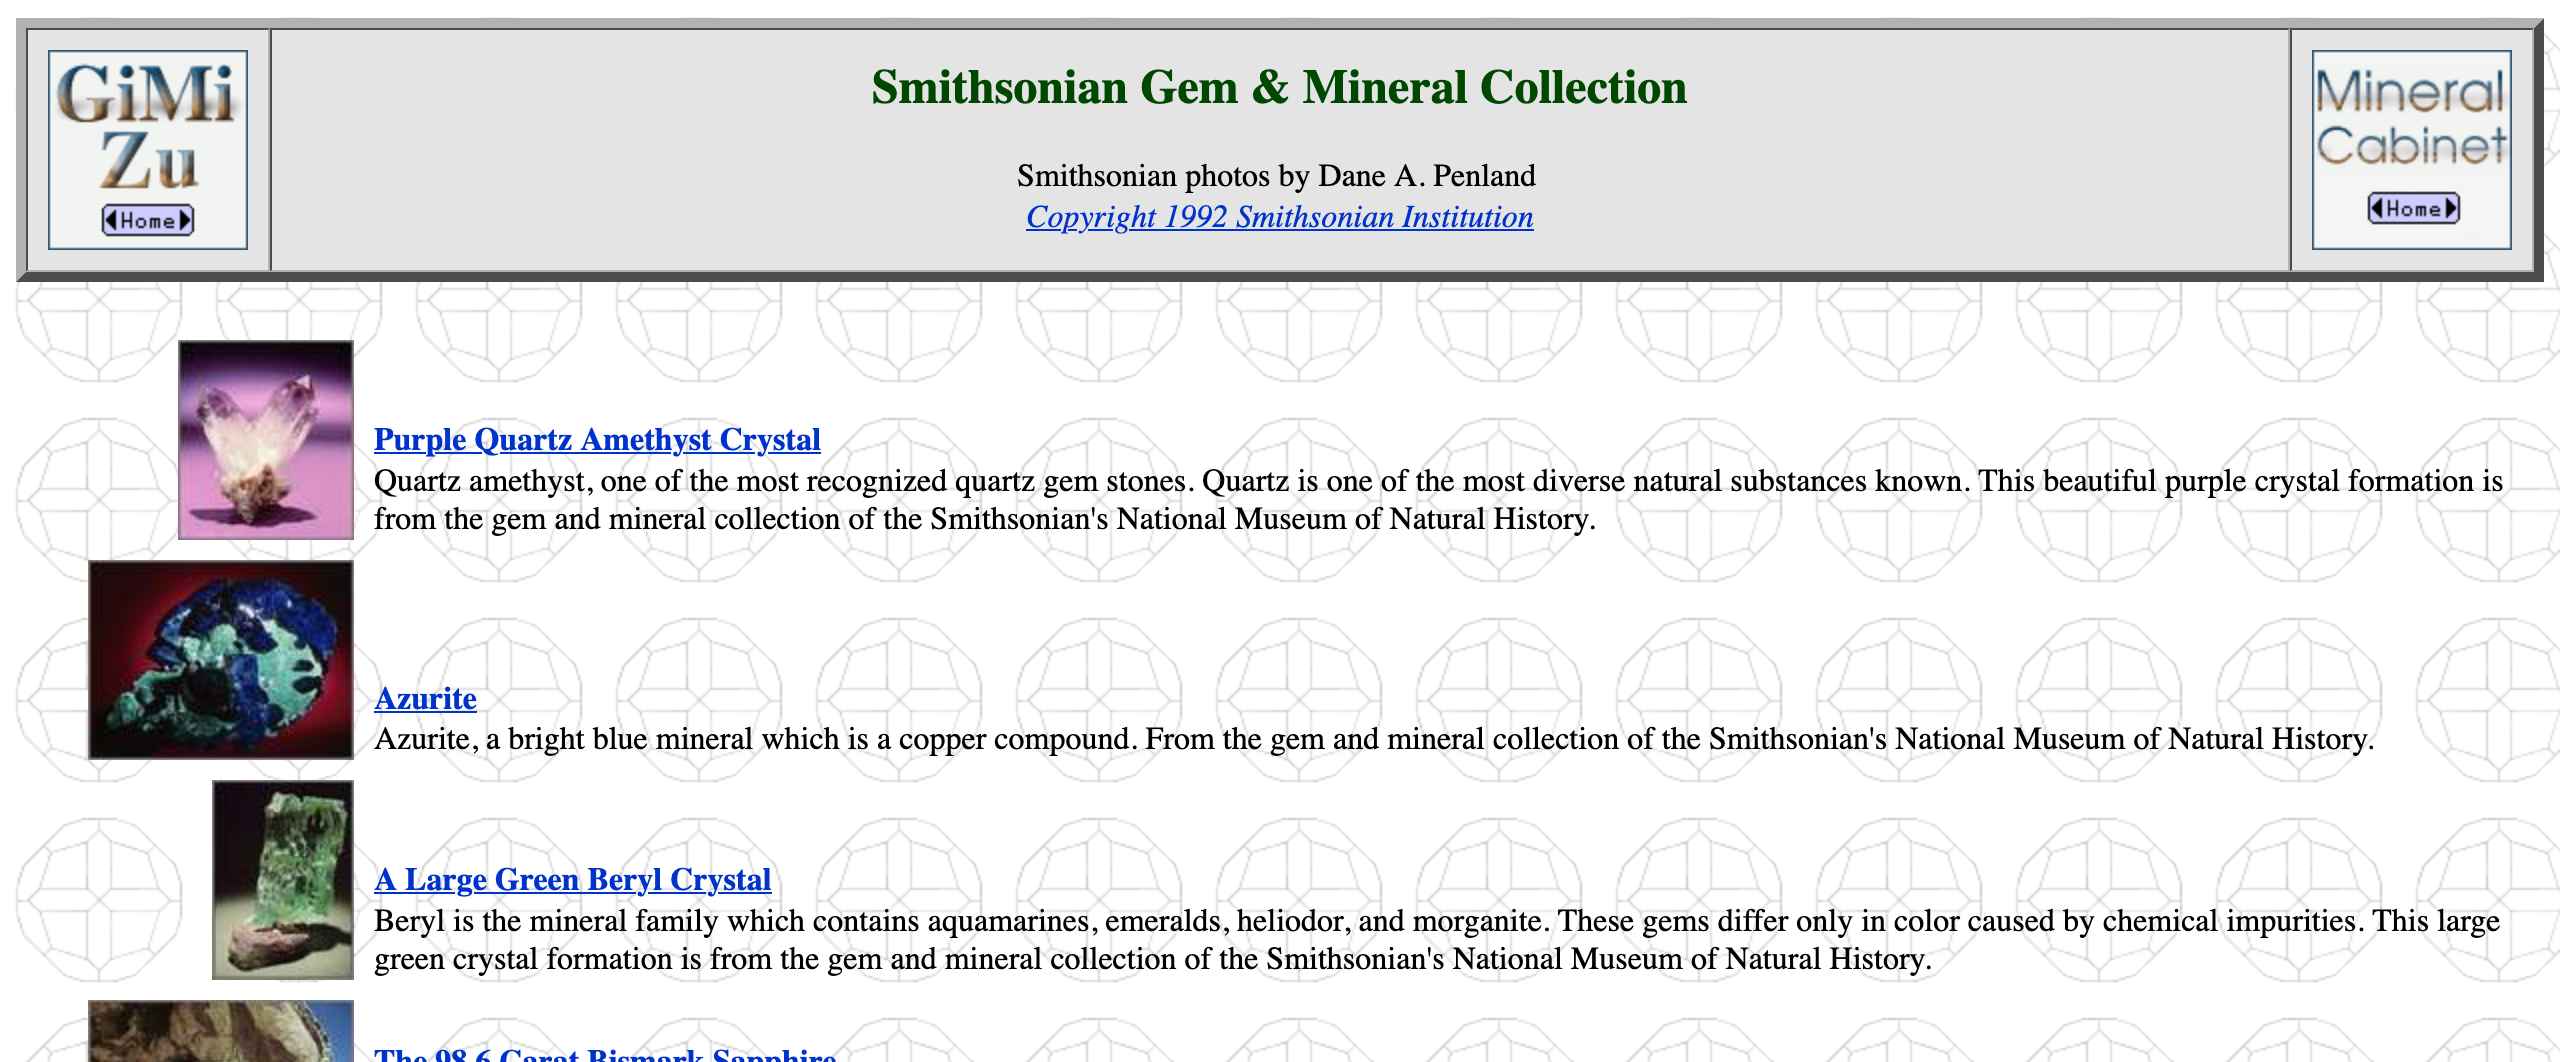 GiMi
Zu
Home
Smithsonian Gem & Mineral Collection
Smithsonian photos by Dane A. Penland
Copyright 1992 Smithsonian Institution
Mineral
Cabinet
Home
Purple Quartz Amethyst Crystal
Quartz amethyst, one of the most recognized quartz gem stones. Quartz is one of the most diverse natural substances known. This beautiful purple crystal formation is
from the gem and mineral collection of the Smithsonian's National Museum of Natural History.
Azurite
Azurite, a bright blue mineral which is a copper compound. From the gem and mineral collection of the Smithsonian's National Museum of Natural History.
A Large Green Beryl Crystal
Beryl is the mineral family which contains aquamarines, emeralds, heliodor, and morganite. These gems differ only in color caused by chemical impurities. This large
green crystal formation is from the gem and mineral collection of the Smithsonian's National Museum of Natural History.
The 98.6 Carat Bismark Sapphire